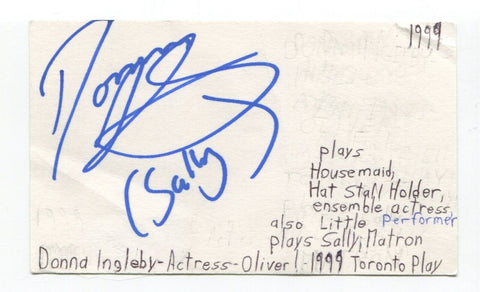 1999
Donna
(Sally)
plays
Housemaid,
Hat Stall Holder,
ensemble actress
also Little Performer
plays Sally, Matron
Donna Ingleby-Actress-Oliver!-1999 Toronto Play